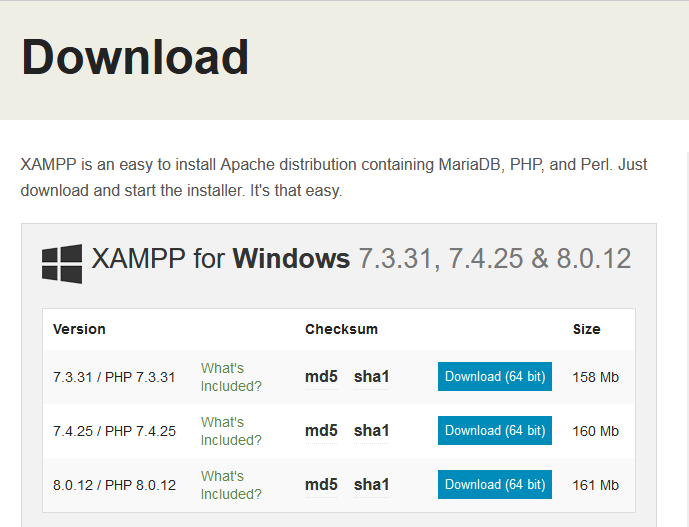 Download
XAMPP is an easy to install Apache distribution containing MariaDB, PHP, and Perl. Just
download and start the installer. It's that easy.
XAMPP for Windows 7.3.31, 7.4.25 & 8.0.12
Version Checksum Size
7.3.31 / PHP 7.3.31 What's Included? md5 sha1 Download (64 bit) 158 Mb
7.4.25 / PHP 7.4.25 What's Included? md5 sha1 Download (64 bit) 160 Mb
8.0.12 / PHP 8.0.12 What's Included? md5 sha1 Download (64 bit) 161 Mb